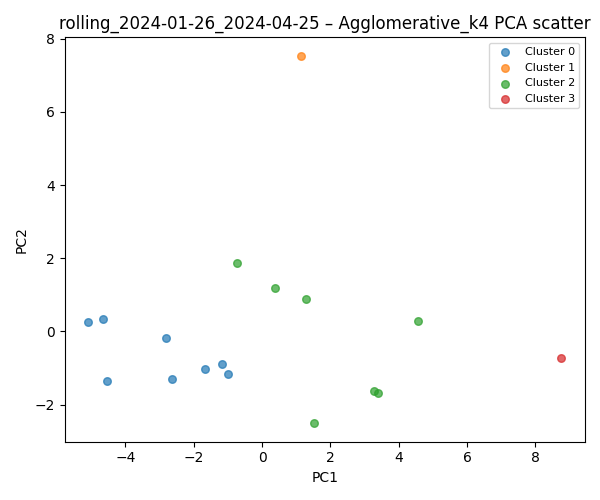 rolling_2024-01-26_2024-04-25 – Agglomerative_k4 PCA scatter
8
6
4
2
0
−2
PC2
−4
−2
0
2
4
6
8
PC1
Cluster 0
Cluster 1
Cluster 2
Cluster 3